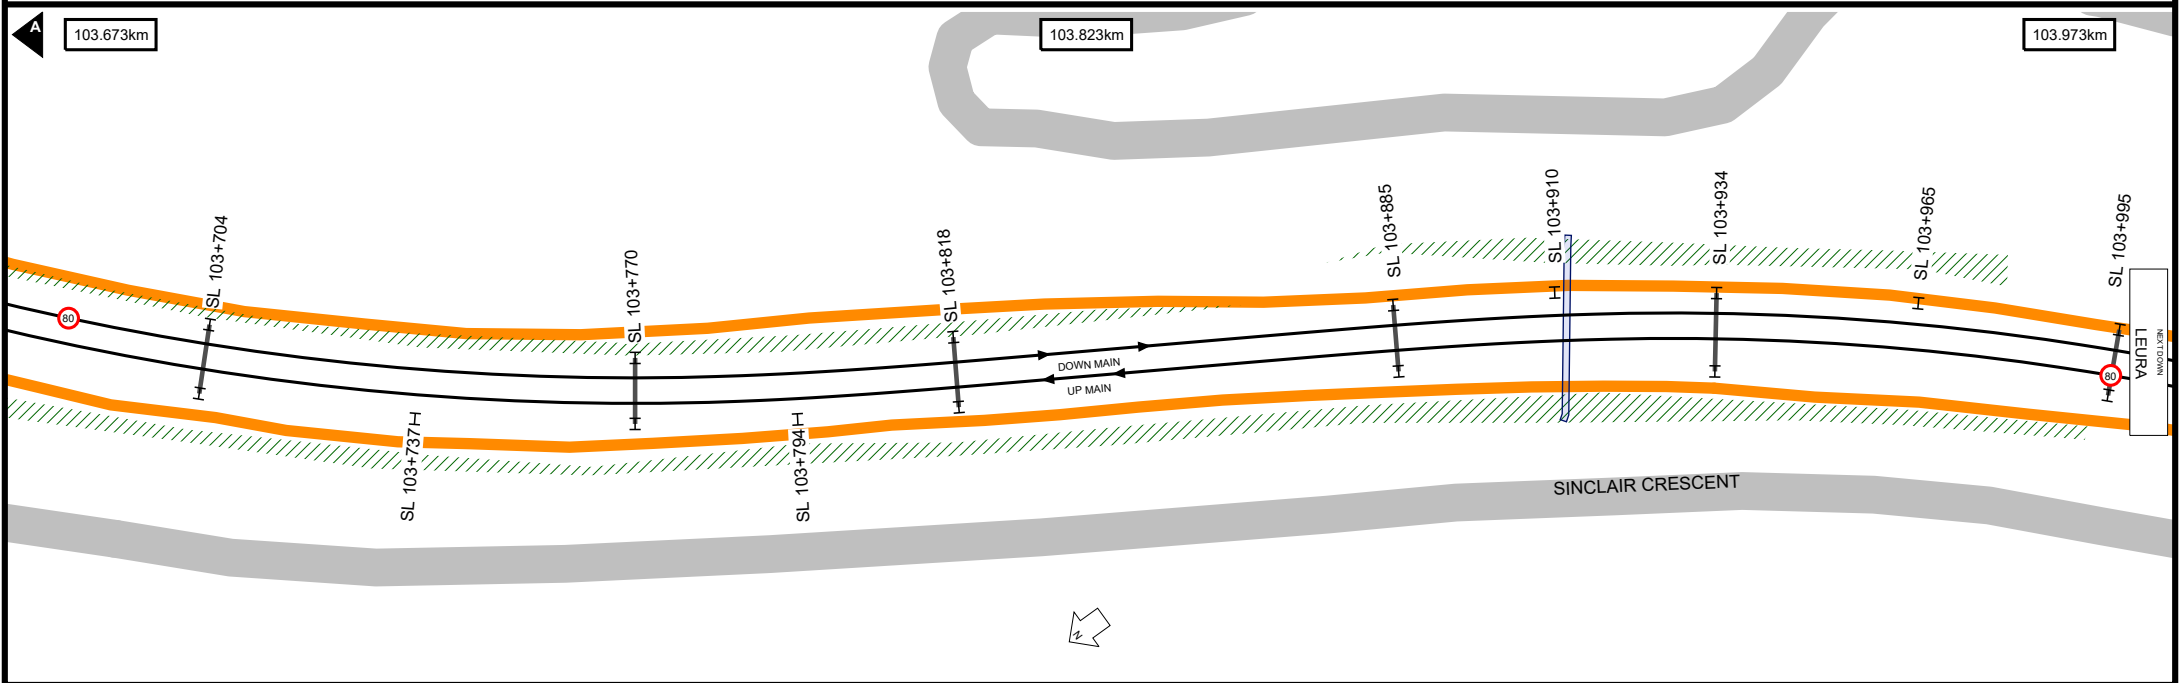 A
103.673km
103.823km
103.973km
SL 103+704
SL 103+770
SL 103+818
SL 103+885
SL 103+910
SL 103+934
SL 103+965
SL 103+995
80
DOWN MAIN
UP MAIN
80
LEURA
NEXT DOWN
SL 103+737
SL 103+794
SINCLAIR CRESCENT
N